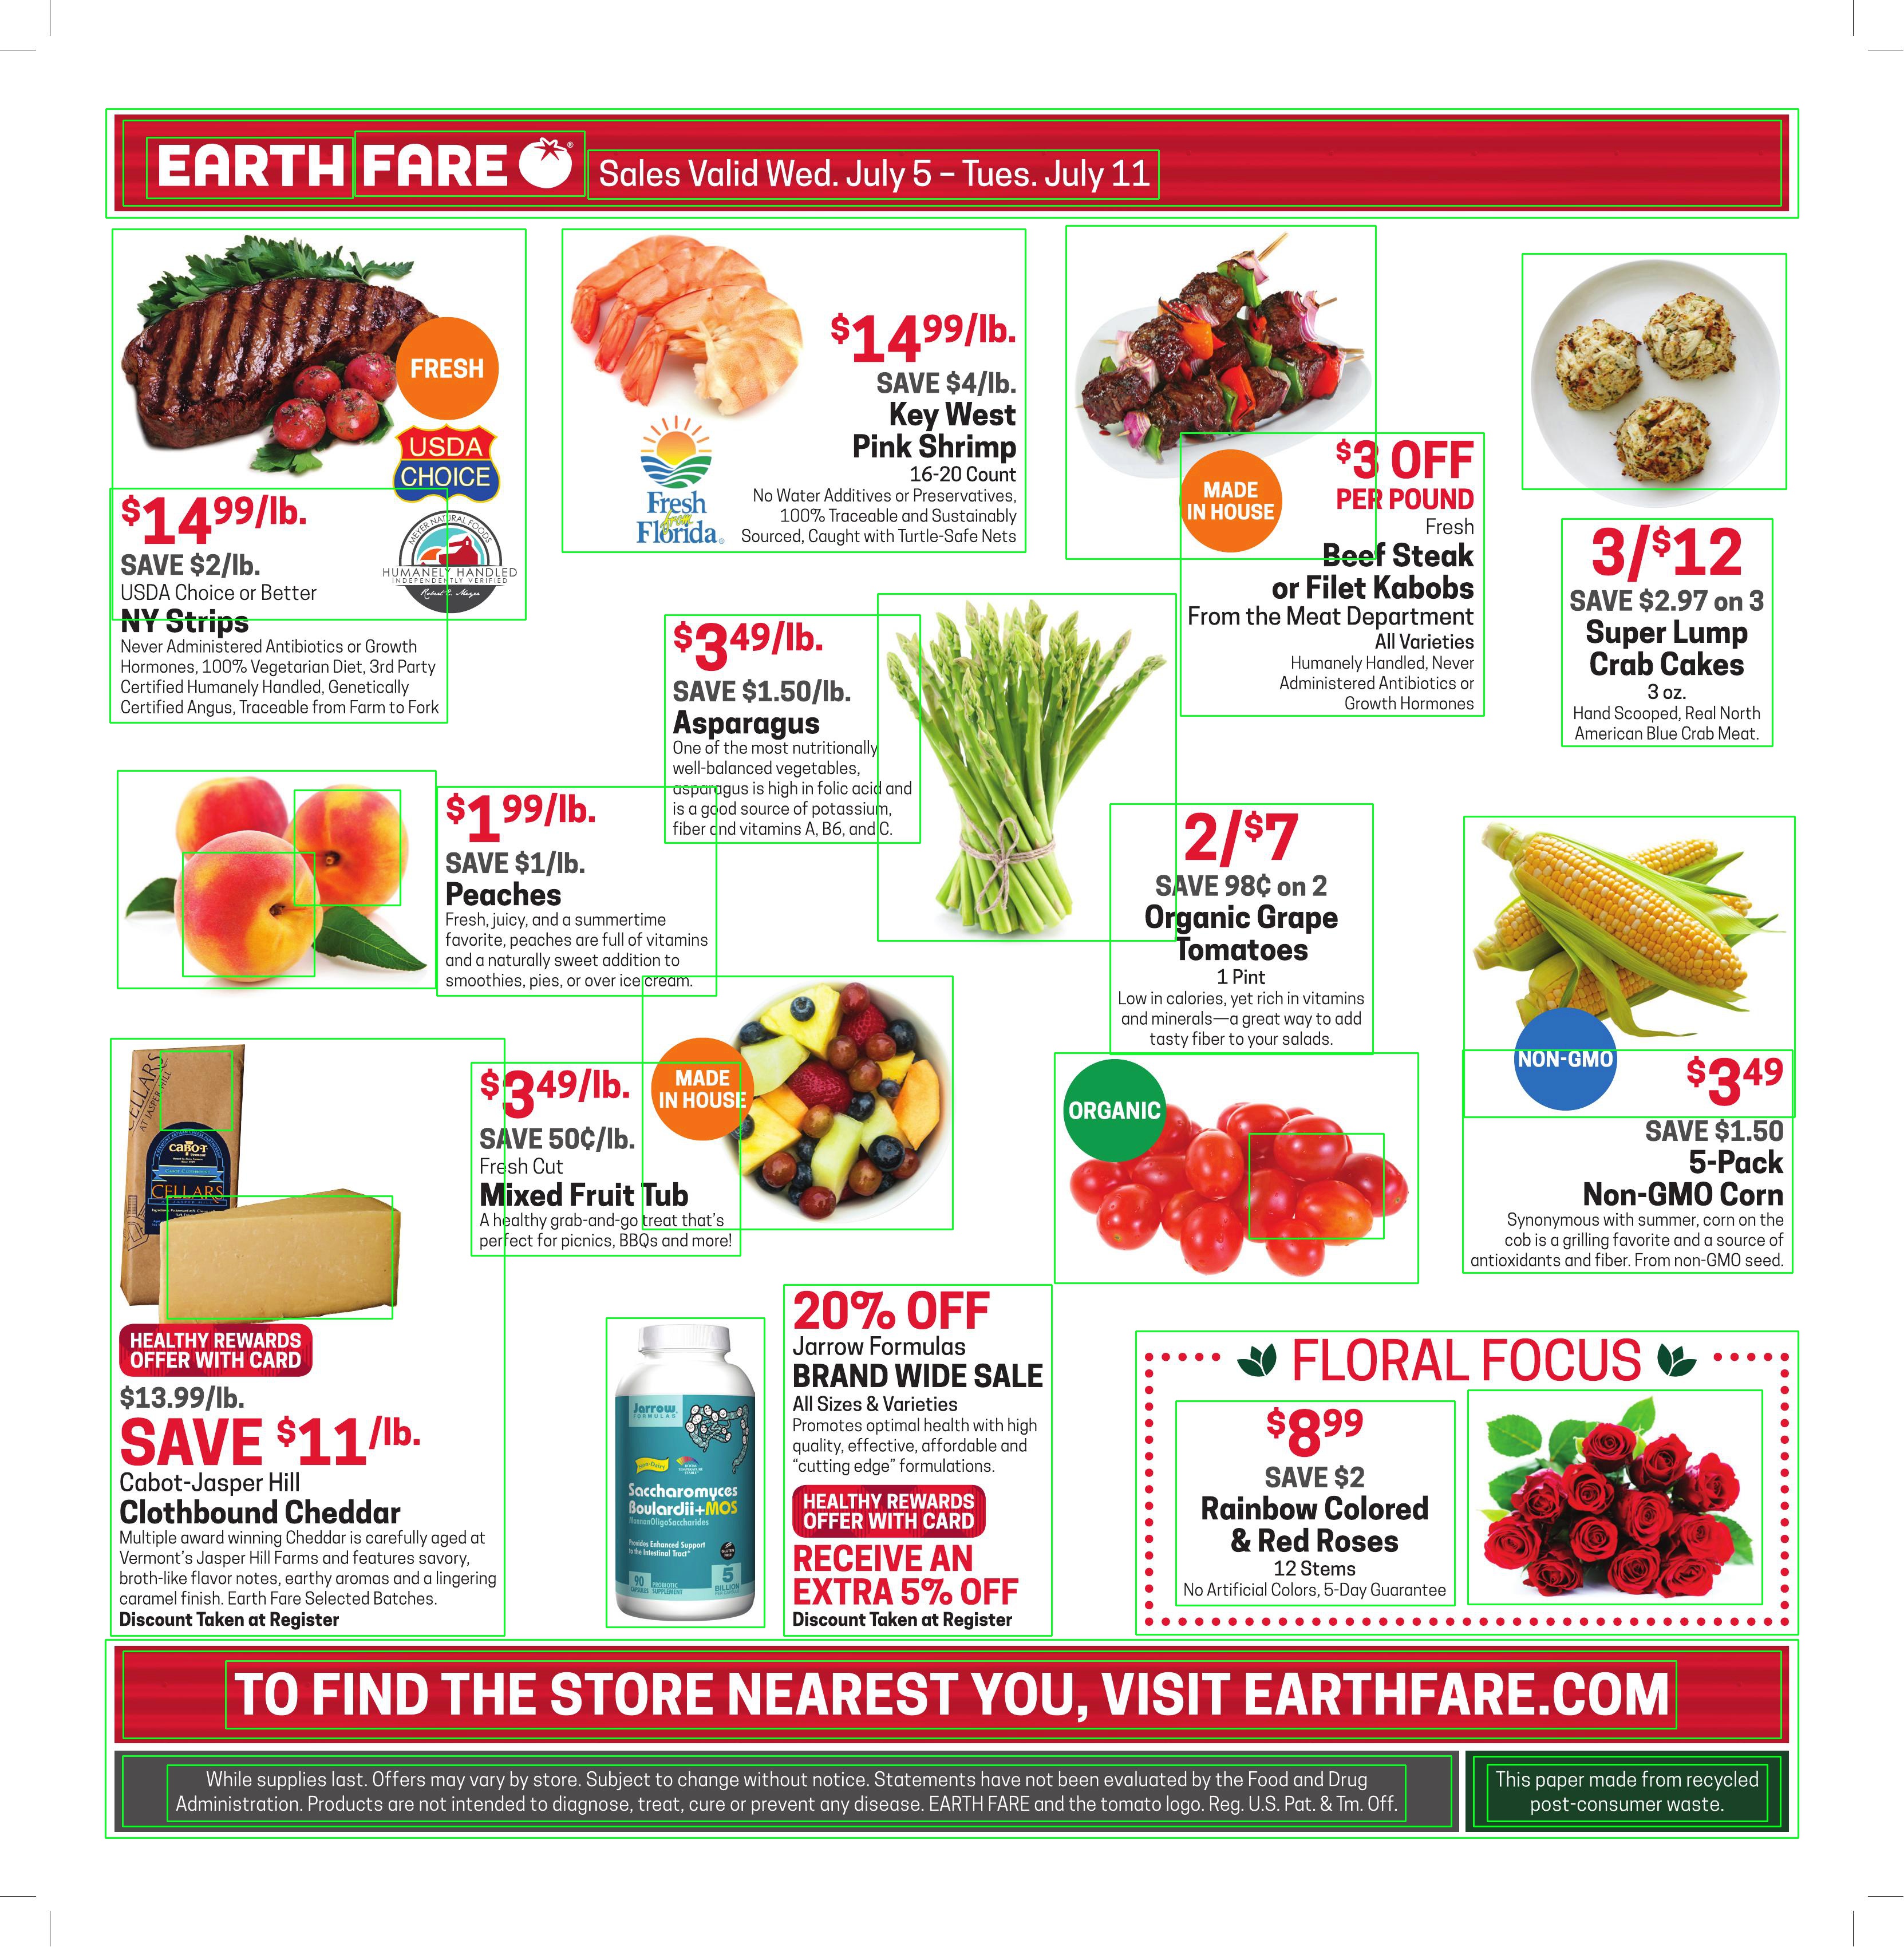 EARTH FARE ® Sales Valid Wed. July 5 – Tues. July 11
FRESH
USDA
CHOICE
MEYER NATURAL FOODS
HUMANELY HANDLED
INDEPENDENTLY VERIFIED
$14 99/lb.
SAVE $2/lb.
USDA Choice or Better
NY Strips
Never Administered Antibiotics or Growth
Hormones, 100% Vegetarian Diet, 3rd Party
Certified Humanely Handled, Genetically
Certified Angus, Traceable from Farm to Fork
$14 99/lb.
SAVE $4/lb.
Key West
Pink Shrimp
16-20 Count
No Water Additives or Preservatives,
100% Traceable and Sustainably
Sourced, Caught with Turtle-Safe Nets
Fresh
from
Florida®
MADE
IN HOUSE
$3 OFF
PER POUND
Fresh
Beef Steak
or Filet Kabobs
From the Meat Department
All Varieties
Humanely Handled, Never
Administered Antibiotics or
Growth Hormones
3/$12
SAVE $2.97 on 3
Super Lump
Crab Cakes
3 oz.
Hand Scooped, Real North
American Blue Crab Meat.
$3 49/lb.
SAVE $1.50/lb.
Asparagus
One of the most nutritionally
well-balanced vegetables,
asparagus is high in folic acid and
is a good source of potassium,
fiber and vitamins A, B6, and C.
$1 99/lb.
SAVE $1/lb.
Peaches
Fresh, juicy, and a summertime
favorite, peaches are full of vitamins
and a naturally sweet addition to
smoothies, pies, or over ice cream.
2/$7
SAVE 98¢ on 2
Organic Grape
Tomatoes
1 Pint
Low in calories, yet rich in vitamins
and minerals—a great way to add
tasty fiber to your salads.
ORGANIC
NON-GMO
$3 49
SAVE $1.50
5-Pack
Non-GMO Corn
Synonymous with summer, corn on the
cob is a grilling favorite and a source of
antioxidants and fiber. From non-GMO seed.
MADE
IN HOUSE
$3 49/lb.
SAVE 50¢/lb.
Fresh Cut
Mixed Fruit Tub
A healthy grab-and-go treat that's
perfect for picnics, BBQs and more!
CELLARS
AT JASPER HILL
CABOT
CELLARS
HEALTHY REWARDS
OFFER WITH CARD
$13.99/lb.
SAVE $11/lb.
Cabot-Jasper Hill
Clothbound Cheddar
Multiple award winning Cheddar is carefully aged at
Vermont's Jasper Hill Farms and features savory,
broth-like flavor notes, earthy aromas and a lingering
caramel finish. Earth Fare Selected Batches.
Discount Taken at Register
Jarrow
FORMULAS
Non-Dairy
Saccharomyces
Boulardii+MOS
MannanOligoSaccharides
Provides Enhanced Support
to the Intestinal Tract*
90
CAPSULES
PROBIOTIC
SUPPLEMENT
5
BILLION
20% OFF
Jarrow Formulas
BRAND WIDE SALE
All Sizes & Varieties
Promotes optimal health with high
quality, effective, affordable and
“cutting edge” formulations.
HEALTHY REWARDS
OFFER WITH CARD
RECEIVE AN
EXTRA 5% OFF
Discount Taken at Register
FLORAL FOCUS
$8 99
SAVE $2
Rainbow Colored
& Red Roses
12 Stems
No Artificial Colors, 5-Day Guarantee
TO FIND THE STORE NEAREST YOU, VISIT EARTHFARE.COM
While supplies last. Offers may vary by store. Subject to change without notice. Statements have not been evaluated by the Food and Drug
Administration. Products are not intended to diagnose, treat, cure or prevent any disease. EARTH FARE and the tomato logo. Reg. U.S. Pat. & Tm. Off.
This paper made from recycled
post-consumer waste.